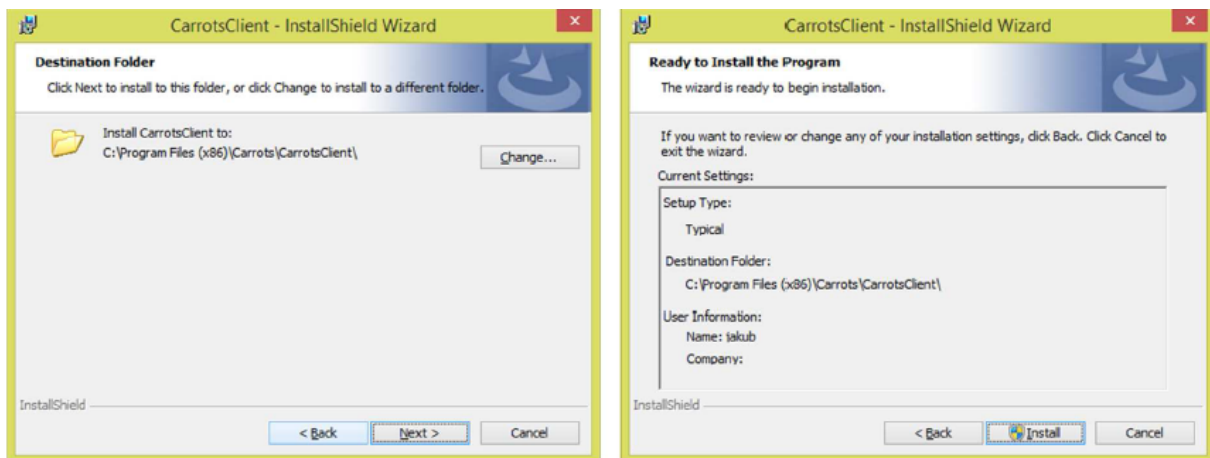 CarrotsClient - InstallShield Wizard
Destination Folder
Click Next to install to this folder, or click Change to install to a different folder.
Install CarrotsClient to:
C:\Program Files (x86)\Carrots\CarrotsClient\
Change...
InstallShield
< Back
Next >
Cancel
CarrotsClient - InstallShield Wizard
Ready to Install the Program
The wizard is ready to begin installation.
If you want to review or change any of your installation settings, click Back. Click Cancel to
exit the wizard.
Current Settings:
Setup Type:
Typical
Destination Folder:
C:\Program Files (x86)\Carrots\CarrotsClient\
User Information:
Name: jakub
Company:
InstallShield
< Back
Install
Cancel